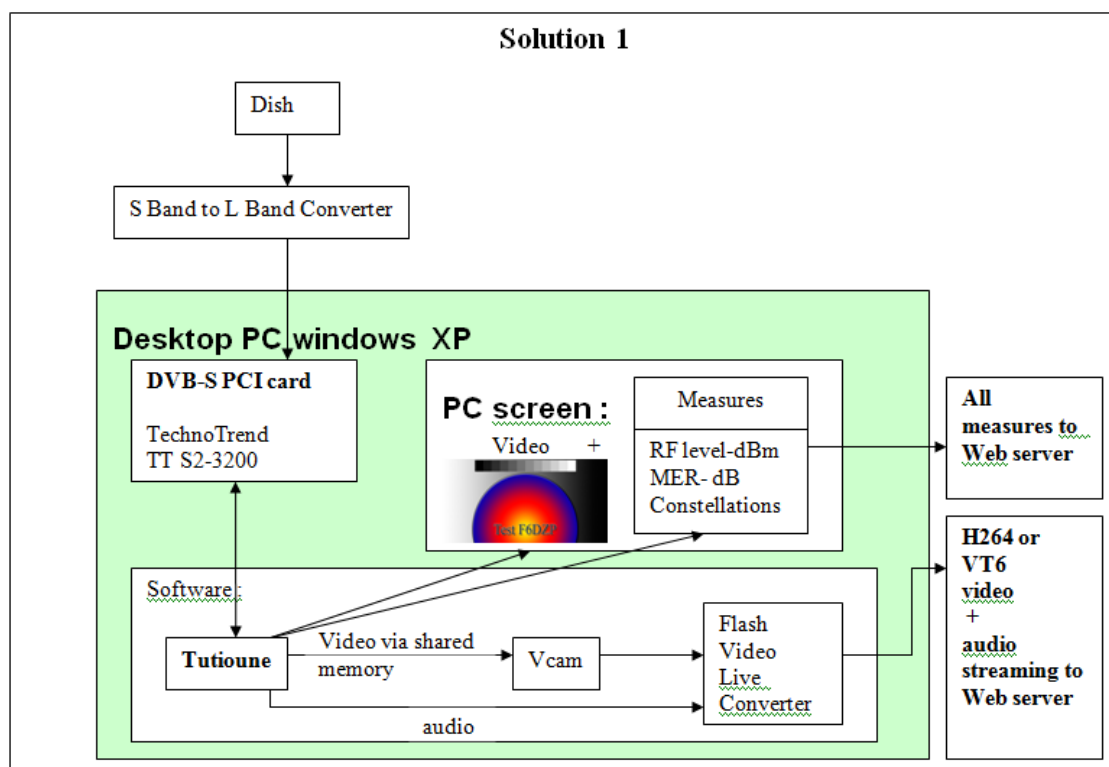 Solution 1
Dish
S Band to L Band Converter
Desktop PC windows XP
DVB-S PCI card
TechnoTrend
TT S2-3200
PC screen :
Video +
Test F6DZP
Measures
RF level-dBm
MER- dB
Constellations
All
measures to
Web server
Software :
Tutioune
Video via shared
memory
audio
Vcam
Flash
Video
Live
Converter
H264 or
VT6
video
+
audio
streaming to
Web server